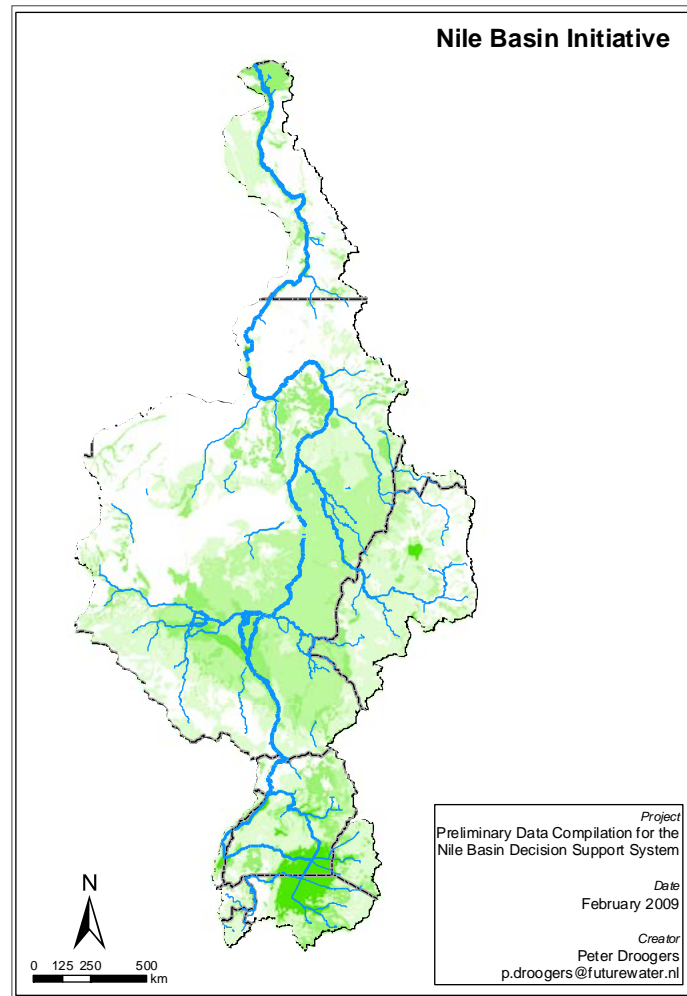 Nile Basin Initiative
Project
Preliminary Data Compilation for the
Nile Basin Decision Support System
Date
February 2009
Creator
Peter Droogers
p.droogers@futurewater.nl
N
0 125 250 500
km